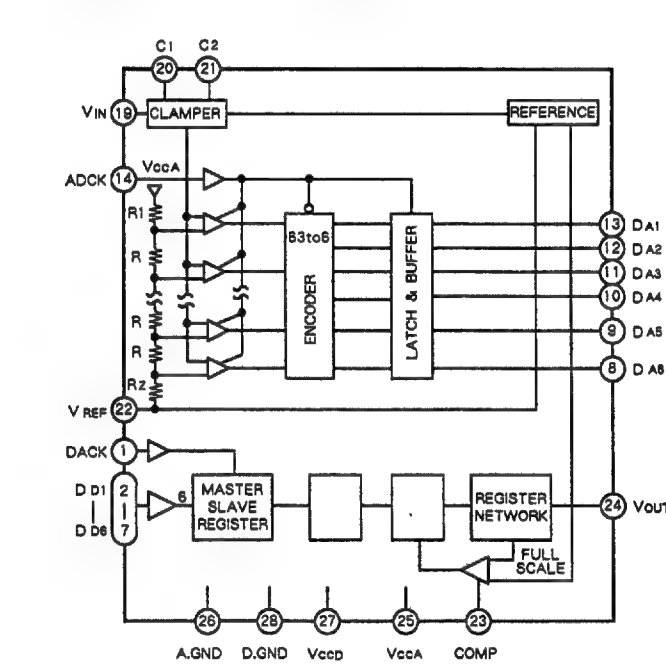 C1 C2
20 21
VIN 19 CLAMPER REFERENCE
ADCK 14 VCCA
R1 63to6 13 DA1
12 DA2
R 11 DA3
ENCODER LATCH & BUFFER
10 DA4
R 9 DA5
R
8 DA6
R2
VREF 22
DACK 1
DD1 2 6 MASTER SLAVE REGISTER REGISTER NETWORK 24 VOUT
DD6 7
FULL SCALE
26 28 27 25 23
A.GND D.GND VCCD VCCA COMP